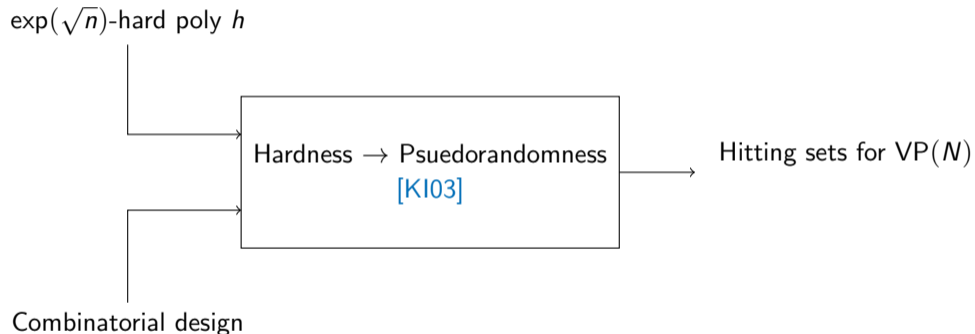 exp(√n)-hard poly h
Hardness → Psuedorandomness
[KI03]
Hitting sets for VP(N)
Combinatorial design